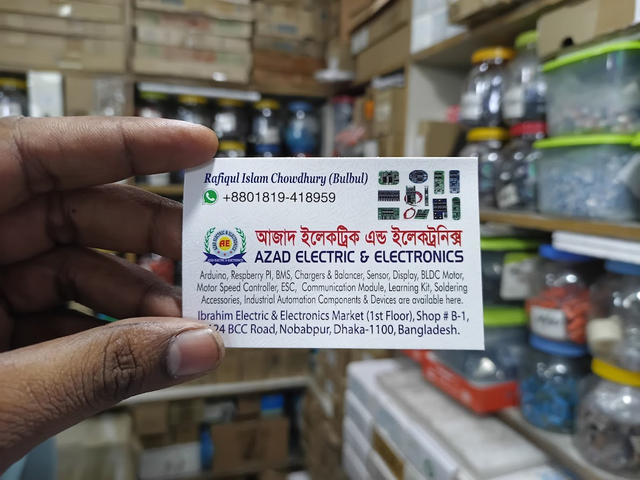 Rafiqul Islam Chowdhury (Bulbul)
+8801819-418959
AE
আজাদ ইলেকট্রিক এন্ড ইলেকট্রনিক্স
AZAD ELECTRIC & ELECTRONICS
Arduino, Respberry PI, BMS, Chargers & Balancer, Sensor, Display, BLDC Motor,
Motor Speed Controller, ESC, Communication Module, Learning Kit, Soldering
Accessories, Industrial Automation Components & Devices are available here.
Ibrahim Electric & Electronics Market (1st Floor), Shop # B-1,
124 BCC Road, Nobabpur, Dhaka-1100, Bangladesh.